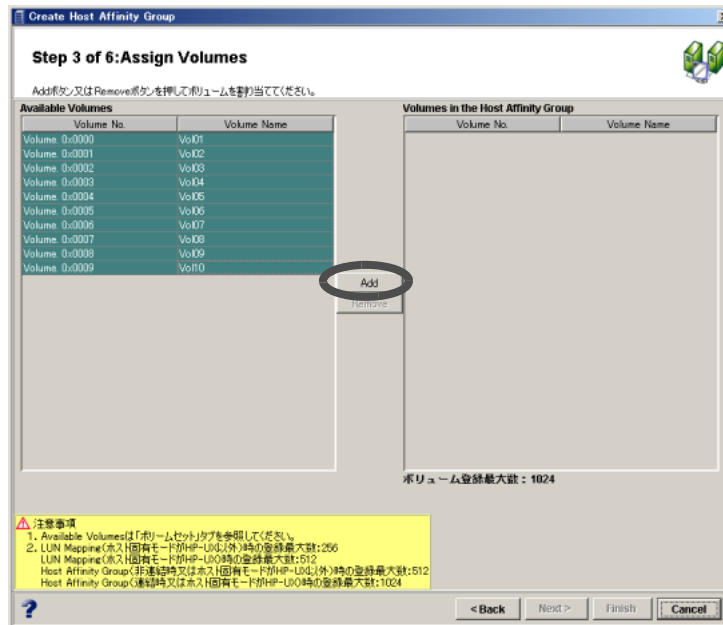 Create Host Affinity Group
Step 3 of 6:Assign Volumes
Addボタン又はRemoveボタンを押してボリュームを割り当ててください。
Available Volumes
Volume No. Volume Name
Volume. 0x0000 Vol01
Volume. 0x0001 Vol02
Volume. 0x0002 Vol03
Volume. 0x0003 Vol04
Volume. 0x0004 Vol05
Volume. 0x0005 Vol06
Volume. 0x0006 Vol07
Volume. 0x0007 Vol08
Volume. 0x0008 Vol09
Volume. 0x0009 Vol10
Add
Remove
Volumes in the Host Affinity Group
Volume No. Volume Name
ボリューム登録最大数：1024
注意事項
1. Available Volumesは「ボリームセット」タブを参照してください。
2. LUN Mapping(ホスト固有モードがHP-UX以外)時の登録最大数:256
LUN Mapping(ホスト固有モードがHP-UX)時の登録最大数:512
Host Affinity Group(非連結時又はホスト固有モードがHP-UX以外)時の登録最大数:512
Host Affinity Group(連結時又はホスト固有モードがHP-UX)時の登録最大数:1024
?
< Back Next > Finish Cancel